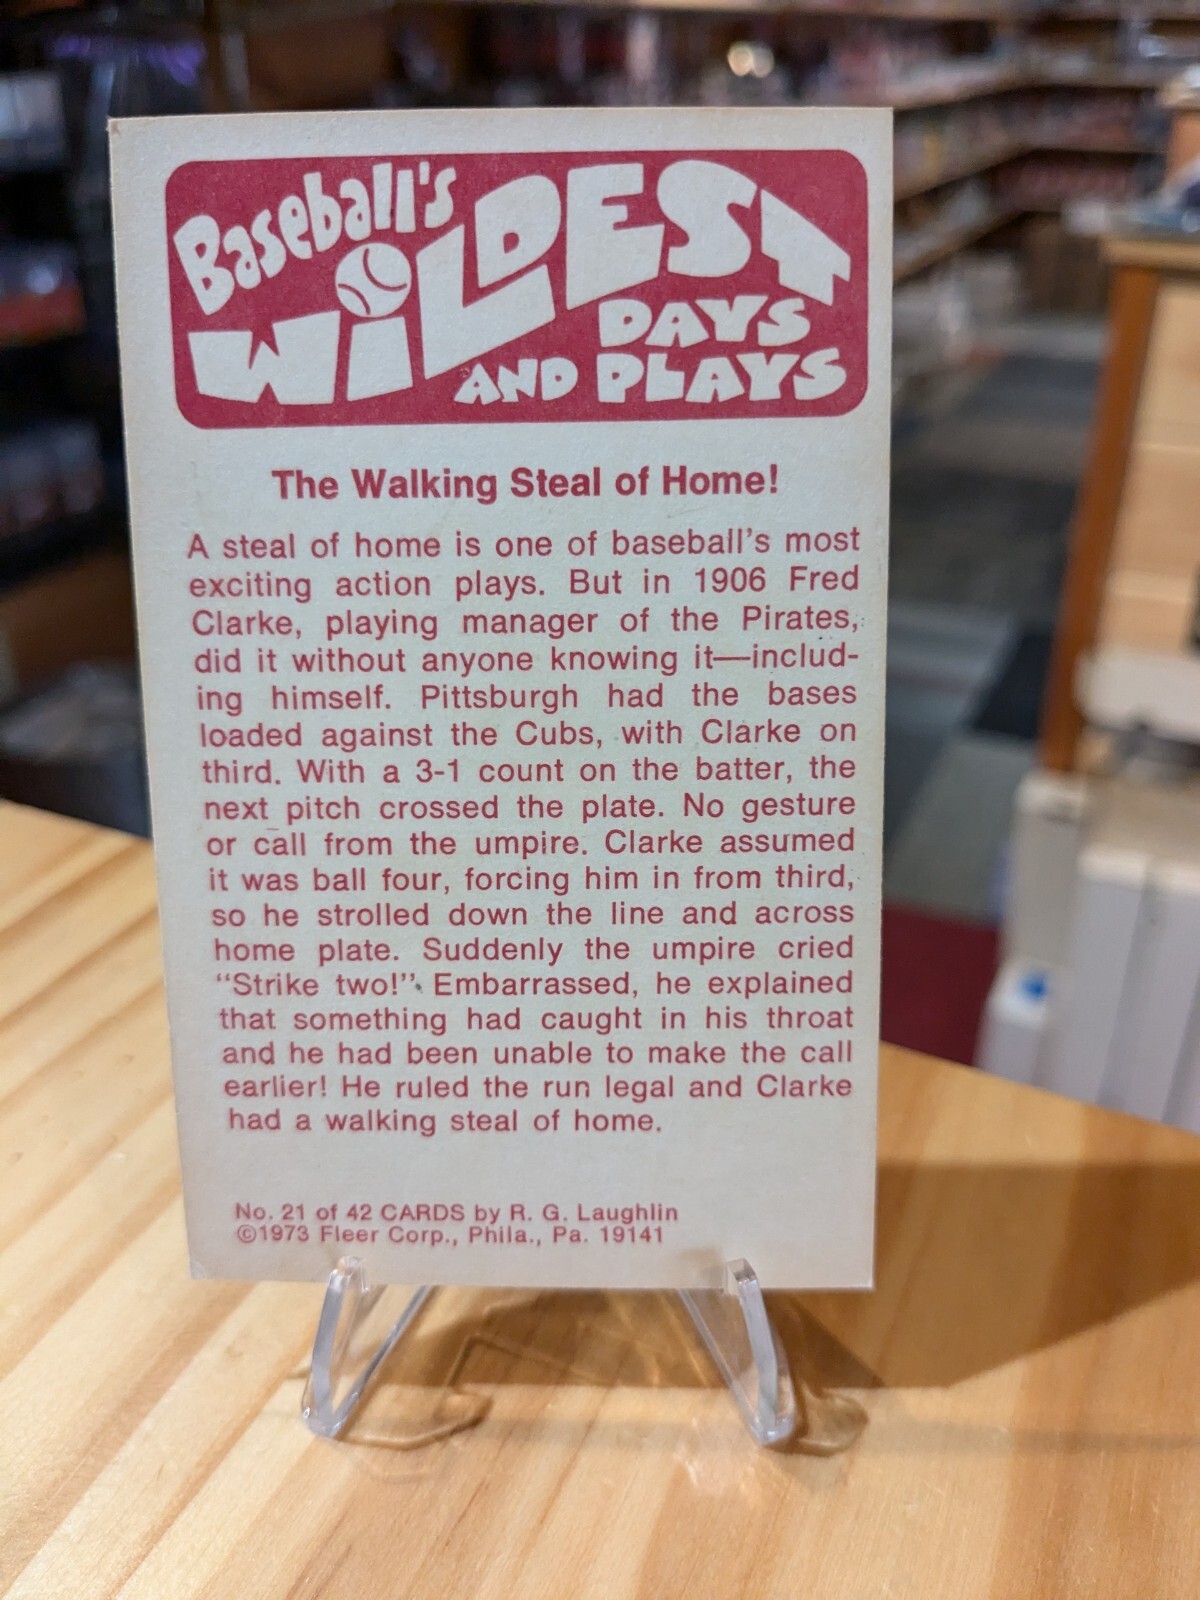 Baseball's
WiLDEST
DAYS
AND PLAYS
The Walking Steal of Home!
A steal of home is one of baseball's most
exciting action plays. But in 1906 Fred
Clarke, playing manager of the Pirates,
did it without anyone knowing it—includ-
ing himself. Pittsburgh had the bases
loaded against the Cubs, with Clarke on
third. With a 3-1 count on the batter, the
next pitch crossed the plate. No gesture
or call from the umpire. Clarke assumed
it was ball four, forcing him in from third,
so he strolled down the line and across
home plate. Suddenly the umpire cried
“Strike two!” Embarrassed, he explained
that something had caught in his throat
and he had been unable to make the call
earlier! He ruled the run legal and Clarke
had a walking steal of home.
No. 21 of 42 CARDS by R. G. Laughlin
©1973 Fleer Corp., Phila., Pa. 19141